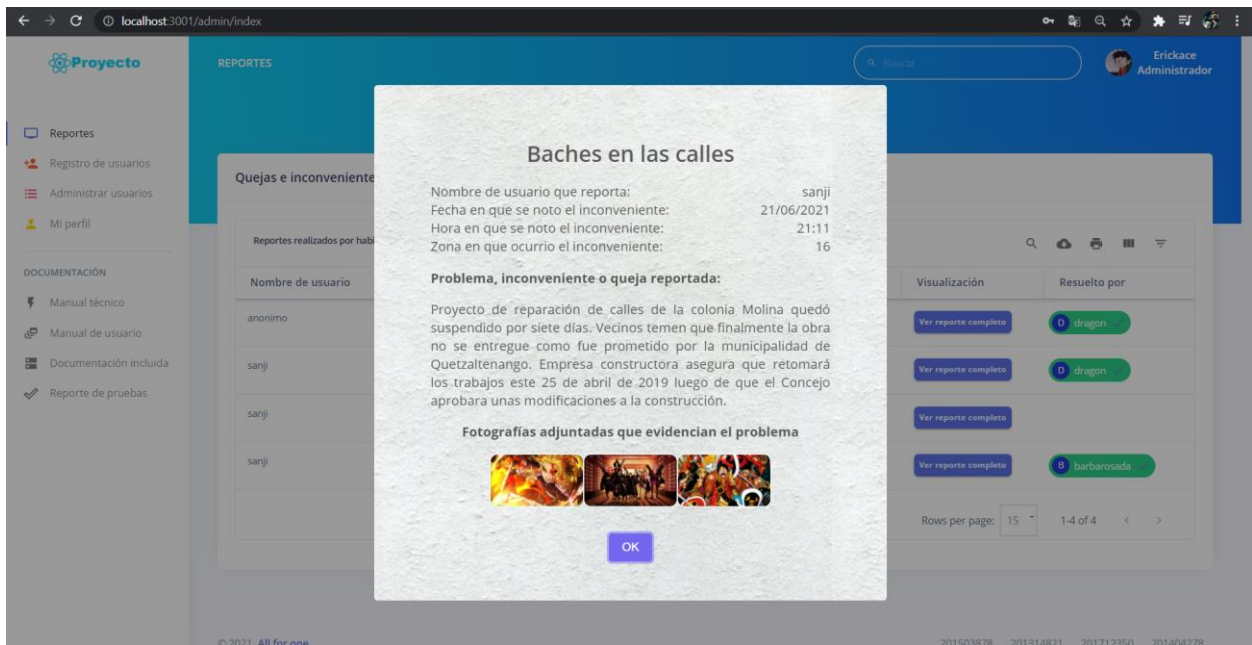 localhost:3001/admin/index
Proyecto
REPORTES
Buscar
Erickace
Administrador
Reportes
Registro de usuarios
Administrar usuarios
Mi perfil
DOCUMENTACIÓN
Manual técnico
Manual de usuario
Documentación incluida
Reporte de pruebas
Quejas e inconveniente
Reportes realizados por habi
Nombre de usuario
Visualización
Resuelto por
anonimo
Ver reporte completo
D dragon
sanji
Ver reporte completo
D dragon
sanji
Ver reporte completo
sanji
Ver reporte completo
B barbarosada
Rows per page: 15
1-4 of 4
Baches en las calles
Nombre de usuario que reporta: sanji
Fecha en que se noto el inconveniente: 21/06/2021
Hora en que se noto el inconveniente: 21:11
Zona en que ocurrio el inconveniente: 16
Problema, inconveniente o queja reportada:
Proyecto de reparación de calles de la colonia Molina quedó
suspendido por siete días. Vecinos temen que finalmente la obra
no se entregue como fue prometido por la municipalidad de
Quetzaltenango. Empresa constructora asegura que retomará
los trabajos este 25 de abril de 2019 luego de que el Concejo
aprobara unas modificaciones a la construcción.
Fotografías adjuntadas que evidencian el problema
OK
© 2021 All for one
201503878 201314821 201712350 201404278